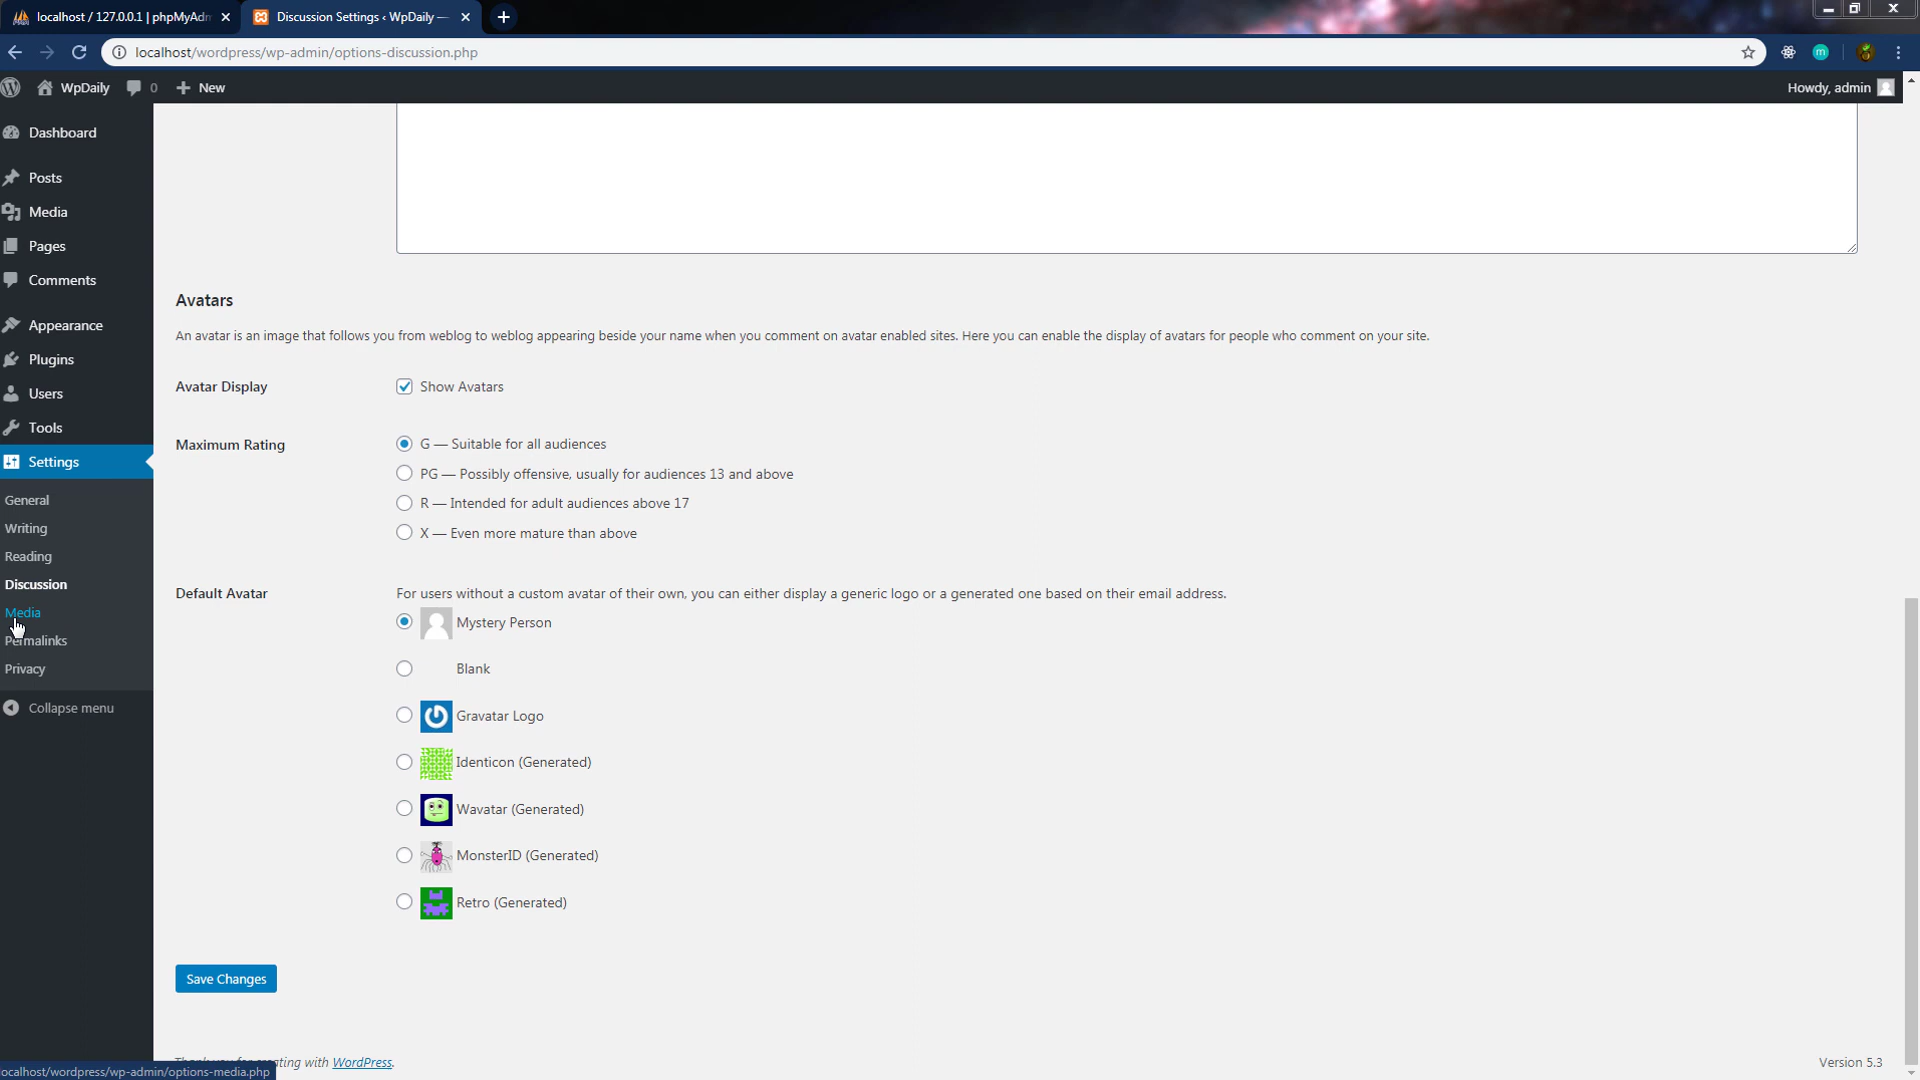 localhost / 127.0.0.1 | phpMyAdm
Discussion Settings ‹ WpDaily —
localhost/wordpress/wp-admin/options-discussion.php
WpDaily
0
New
Howdy, admin
Dashboard
Posts
Media
Pages
Comments
Appearance
Plugins
Users
Tools
Settings
General
Writing
Reading
Discussion
Media
Permalinks
Privacy
Collapse menu
Avatars
An avatar is an image that follows you from weblog to weblog appearing beside your name when you comment on avatar enabled sites. Here you can enable the display of avatars for people who comment on your site.
Avatar Display
Show Avatars
Maximum Rating
G — Suitable for all audiences
PG — Possibly offensive, usually for audiences 13 and above
R — Intended for adult audiences above 17
X — Even more mature than above
Default Avatar
For users without a custom avatar of their own, you can either display a generic logo or a generated one based on their email address.
Mystery Person
Blank
Gravatar Logo
Identicon (Generated)
Wavatar (Generated)
MonsterID (Generated)
Retro (Generated)
Save Changes
Thank you for creating with WordPress.
Version 5.3
localhost/wordpress/wp-admin/options-media.php